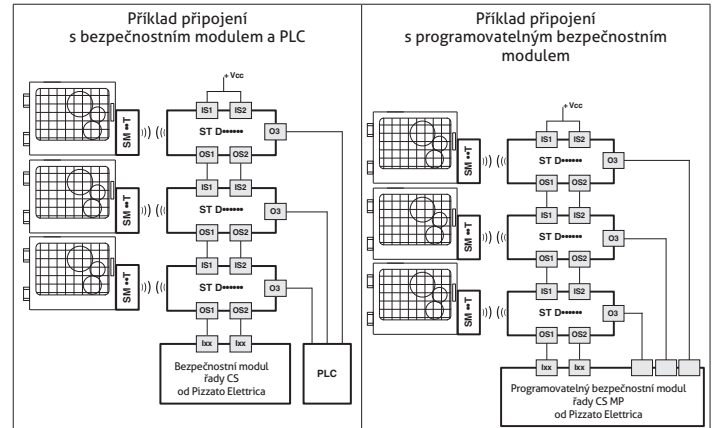 Příklad připojení
s bezpečnostním modulem a PLC
+ Vcc
IS1 IS2
SM ••T
ST D••••••
O3
OS1 OS2
IS1 IS2
SM ••T
ST D••••••
O3
OS1 OS2
IS1 IS2
SM ••T
ST D••••••
O3
OS1 OS2
Ixx Ixx
Bezpečnostní modul
řady CS
od Pizzato Elettrica
PLC
Příklad připojení
s programovatelným bezpečnostním
modulem
+ Vcc
IS1 IS2
SM ••T
ST D••••••
O3
OS1 OS2
IS1 IS2
SM ••T
ST D••••••
O3
OS1 OS2
IS1 IS2
SM ••T
ST D••••••
O3
OS1 OS2
Ixx Ixx
Programovatelný bezpečnostní modul
řady CS MP
od Pizzato Elettrica